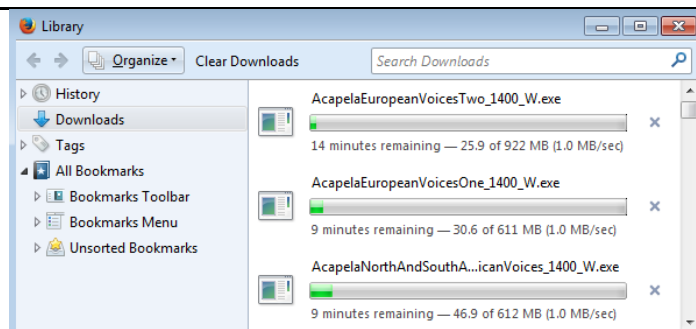 Library
Organize Clear Downloads Search Downloads
History
Downloads
Tags
All Bookmarks
Bookmarks Toolbar
Bookmarks Menu
Unsorted Bookmarks
AcapelaEuropeanVoicesTwo_1400_W.exe
14 minutes remaining — 25.9 of 922 MB (1.0 MB/sec)
AcapelaEuropeanVoicesOne_1400_W.exe
9 minutes remaining — 30.6 of 611 MB (1.0 MB/sec)
AcapelaNorthAndSouthA...icanVoices_1400_W.exe
9 minutes remaining — 46.9 of 612 MB (1.0 MB/sec)